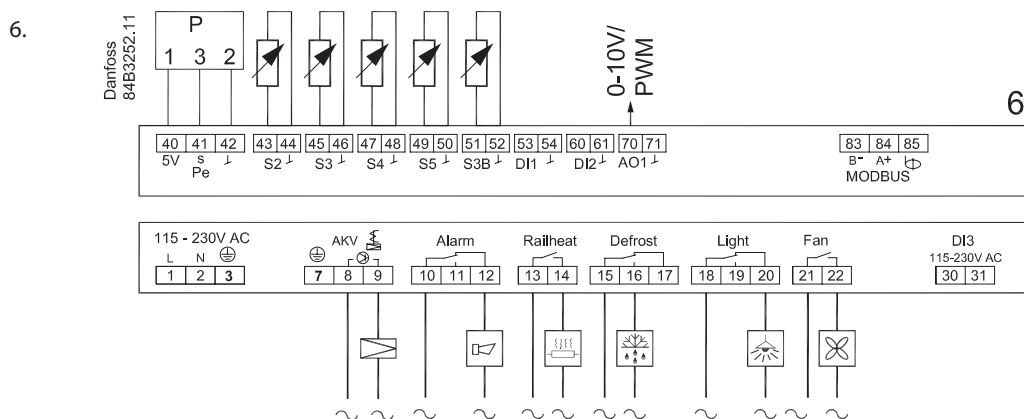 6.
Danfoss
84B3252.11
P
1 3 2
0-10V/
PWM
6
40 41 42 43 44 45 46 47 48 49 50 51 52 53 54 60 61 70 71 83 84 85
5V s ⊥ S2 ⊥ S3 ⊥ S4 ⊥ S5 ⊥ S3B ⊥ DI1 ⊥ DI2 ⊥ AO1 ⊥ B- A+
Pe MODBUS
115 - 230V AC AKV Alarm Railheat Defrost Light Fan DI3
L N 115-230V AC
1 2 3 7 8 9 10 11 12 13 14 15 16 17 18 19 20 21 22 30 31